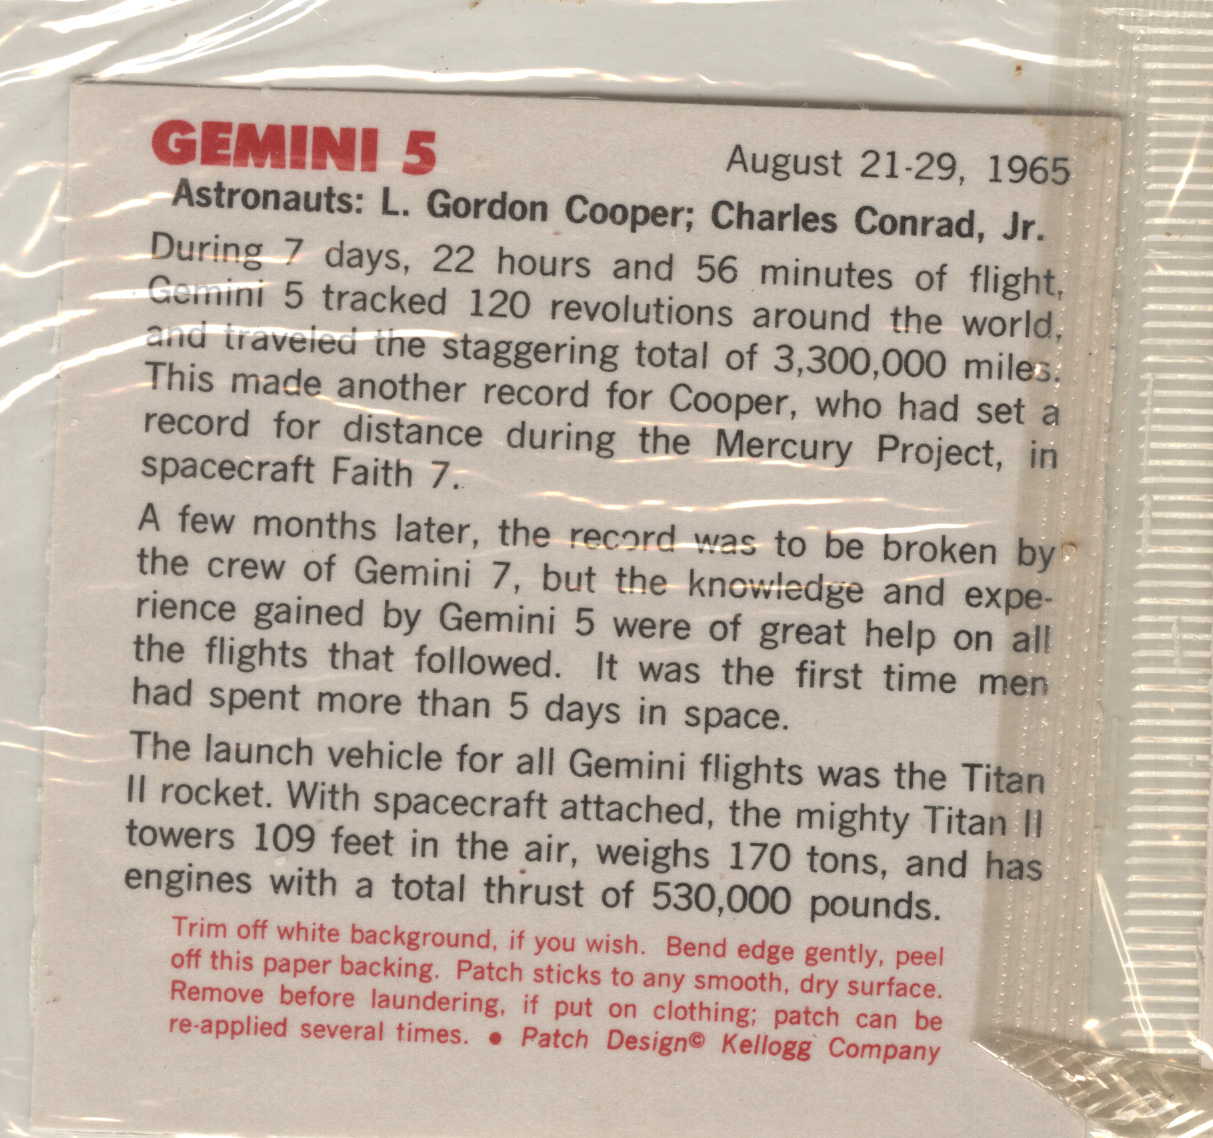 GEMINI 5
August 21-29, 1965
Astronauts: L. Gordon Cooper; Charles Conrad, Jr.
During 7 days, 22 hours and 56 minutes of flight,
Gemini 5 tracked 120 revolutions around the world,
and traveled the staggering total of 3,300,000 miles.
This made another record for Cooper, who had set a
record for distance during the Mercury Project, in
spacecraft Faith 7.
A few months later, the record was to be broken by
the crew of Gemini 7, but the knowledge and expe-
rience gained by Gemini 5 were of great help on all
the flights that followed. It was the first time men
had spent more than 5 days in space.
The launch vehicle for all Gemini flights was the Titan
II rocket. With spacecraft attached, the mighty Titan II
towers 109 feet in the air, weighs 170 tons, and has
engines with a total thrust of 530,000 pounds.
Trim off white background, if you wish. Bend edge gently, peel
off this paper backing. Patch sticks to any smooth, dry surface.
Remove before laundering, if put on clothing; patch can be
re-applied several times. • Patch Design© Kellogg Company